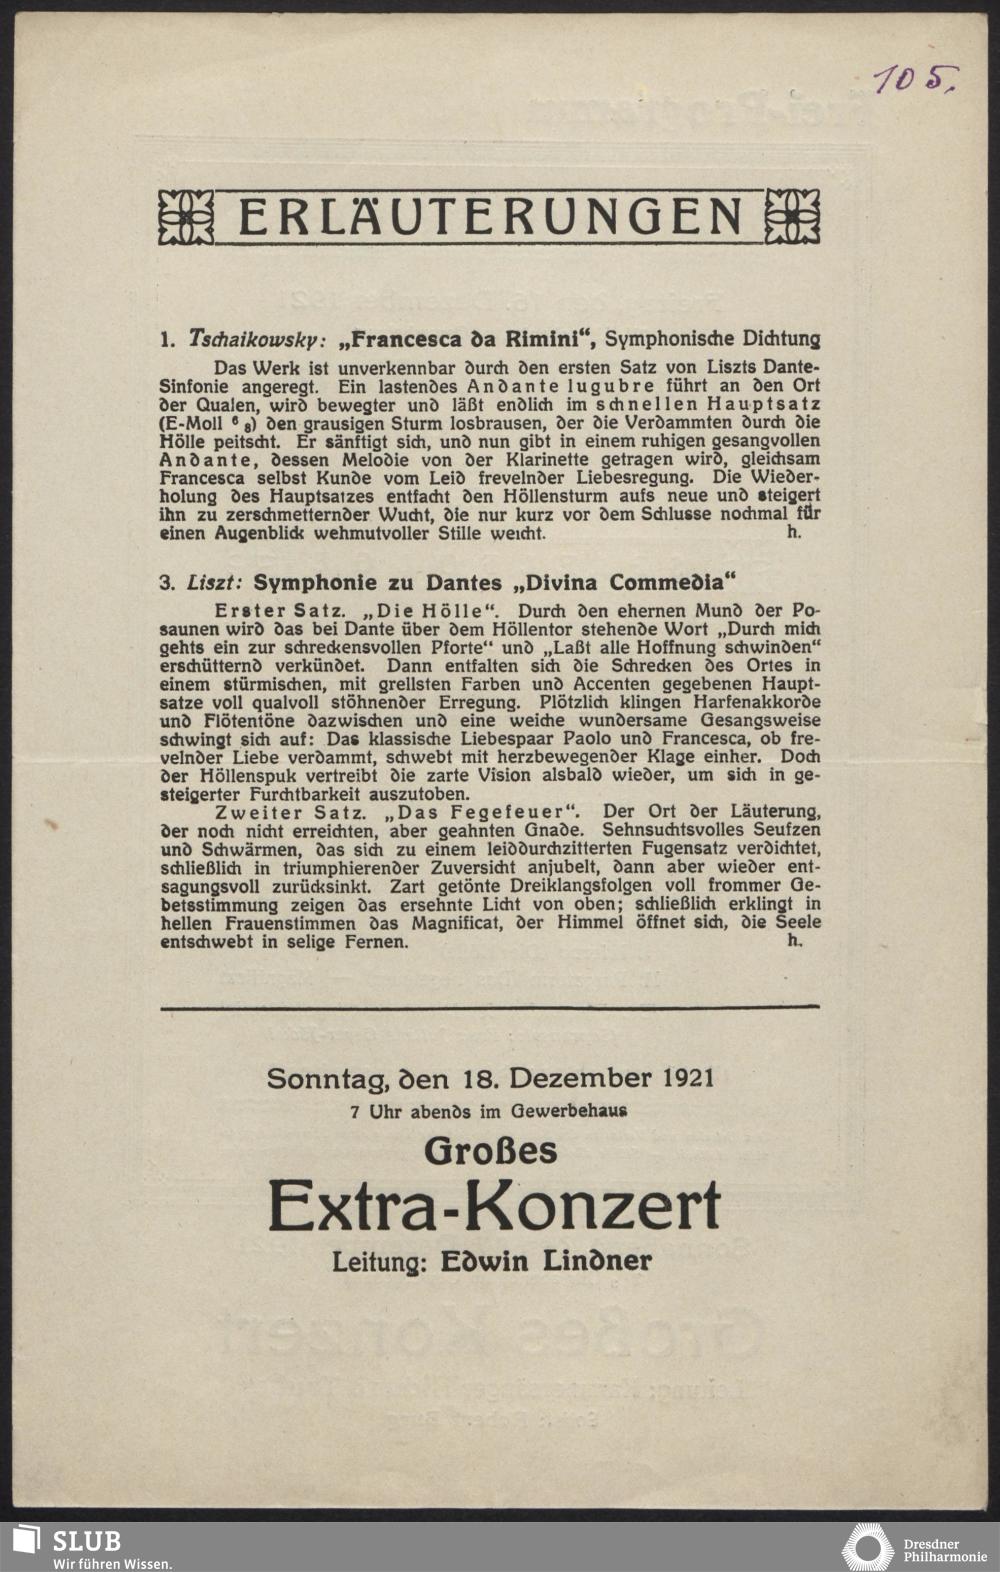 105.
ERLÄUTERUNGEN
1. Tschaikowsky: „Francesca da Rimini“, Symphonische Dichtung
Das Werk ist unverkennbar durch den ersten Satz von Liszts Dante-
Sinfonie angeregt. Ein lastendes Andante lugubre führt an den Ort
der Qualen, wird bewegter und läßt endlich im schnellen Hauptsatz
(E-Moll 6 8) den grausigen Sturm losbrausen, der die Verdammten durch die
Hölle peitscht. Er sänftigt sich, und nun gibt in einem ruhigen gesangvollen
Andante, dessen Melodie von der Klarinette getragen wird, gleichsam
Francesca selbst Kunde vom Leid frevelnder Liebesregung. Die Wieder-
holung des Hauptsatzes entfacht den Höllensturm aufs neue und steigert
ihn zu zerschmetternder Wucht, die nur kurz vor dem Schlusse nochmal für
einen Augenblick wehmutvoller Stille weicht. h.
3. Liszt: Symphonie zu Dantes „Divina Commedia“
Erster Satz. „Die Hölle“. Durch den ehernen Mund der Po-
saunen wird das bei Dante über dem Höllentor stehende Wort „Durch mich
gehts ein zur schreckensvollen Pforte“ und „Laßt alle Hoffnung schwinden“
erschütternd verkündet. Dann entfalten sich die Schrecken des Ortes in
einem stürmischen, mit grellsten Farben und Accenten gegebenen Haupt-
satze voll qualvoll stöhnender Erregung. Plötzlich klingen Harfenakkorde
und Flötentöne dazwischen und eine weiche wundersame Gesangsweise
schwingt sich auf: Das klassische Liebespaar Paolo und Francesca, ob fre-
velnder Liebe verdammt, schwebt mit herzbewegender Klage einher. Doch
der Höllenspuk vertreibt die zarte Vision alsbald wieder, um sich in ge-
steigerter Furchtbarkeit auszutoben.
Zweiter Satz. „Das Fegefeuer“. Der Ort der Läuterung,
der noch nicht erreichten, aber geahnten Gnade. Sehnsuchtsvolles Seufzen
und Schwärmen, das sich zu einem leiddurchzitterten Fugensatz verdichtet,
schließlich in triumphierender Zuversicht anjubelt, dann aber wieder ent-
sagungsvoll zurücksinkt. Zart getönte Dreiklangsfolgen voll frommer Ge-
betsstimmung zeigen das ersehnte Licht von oben; schließlich erklingt in
hellen Frauenstimmen das Magnificat, der Himmel öffnet sich, die Seele
entschwebt in selige Fernen. h.
Sonntag, den 18. Dezember 1921
7 Uhr abends im Gewerbehaus
Großes
Extra-Konzert
Leitung: Edwin Lindner
SLUB
Wir führen Wissen.
Dresdner
Philharmonie